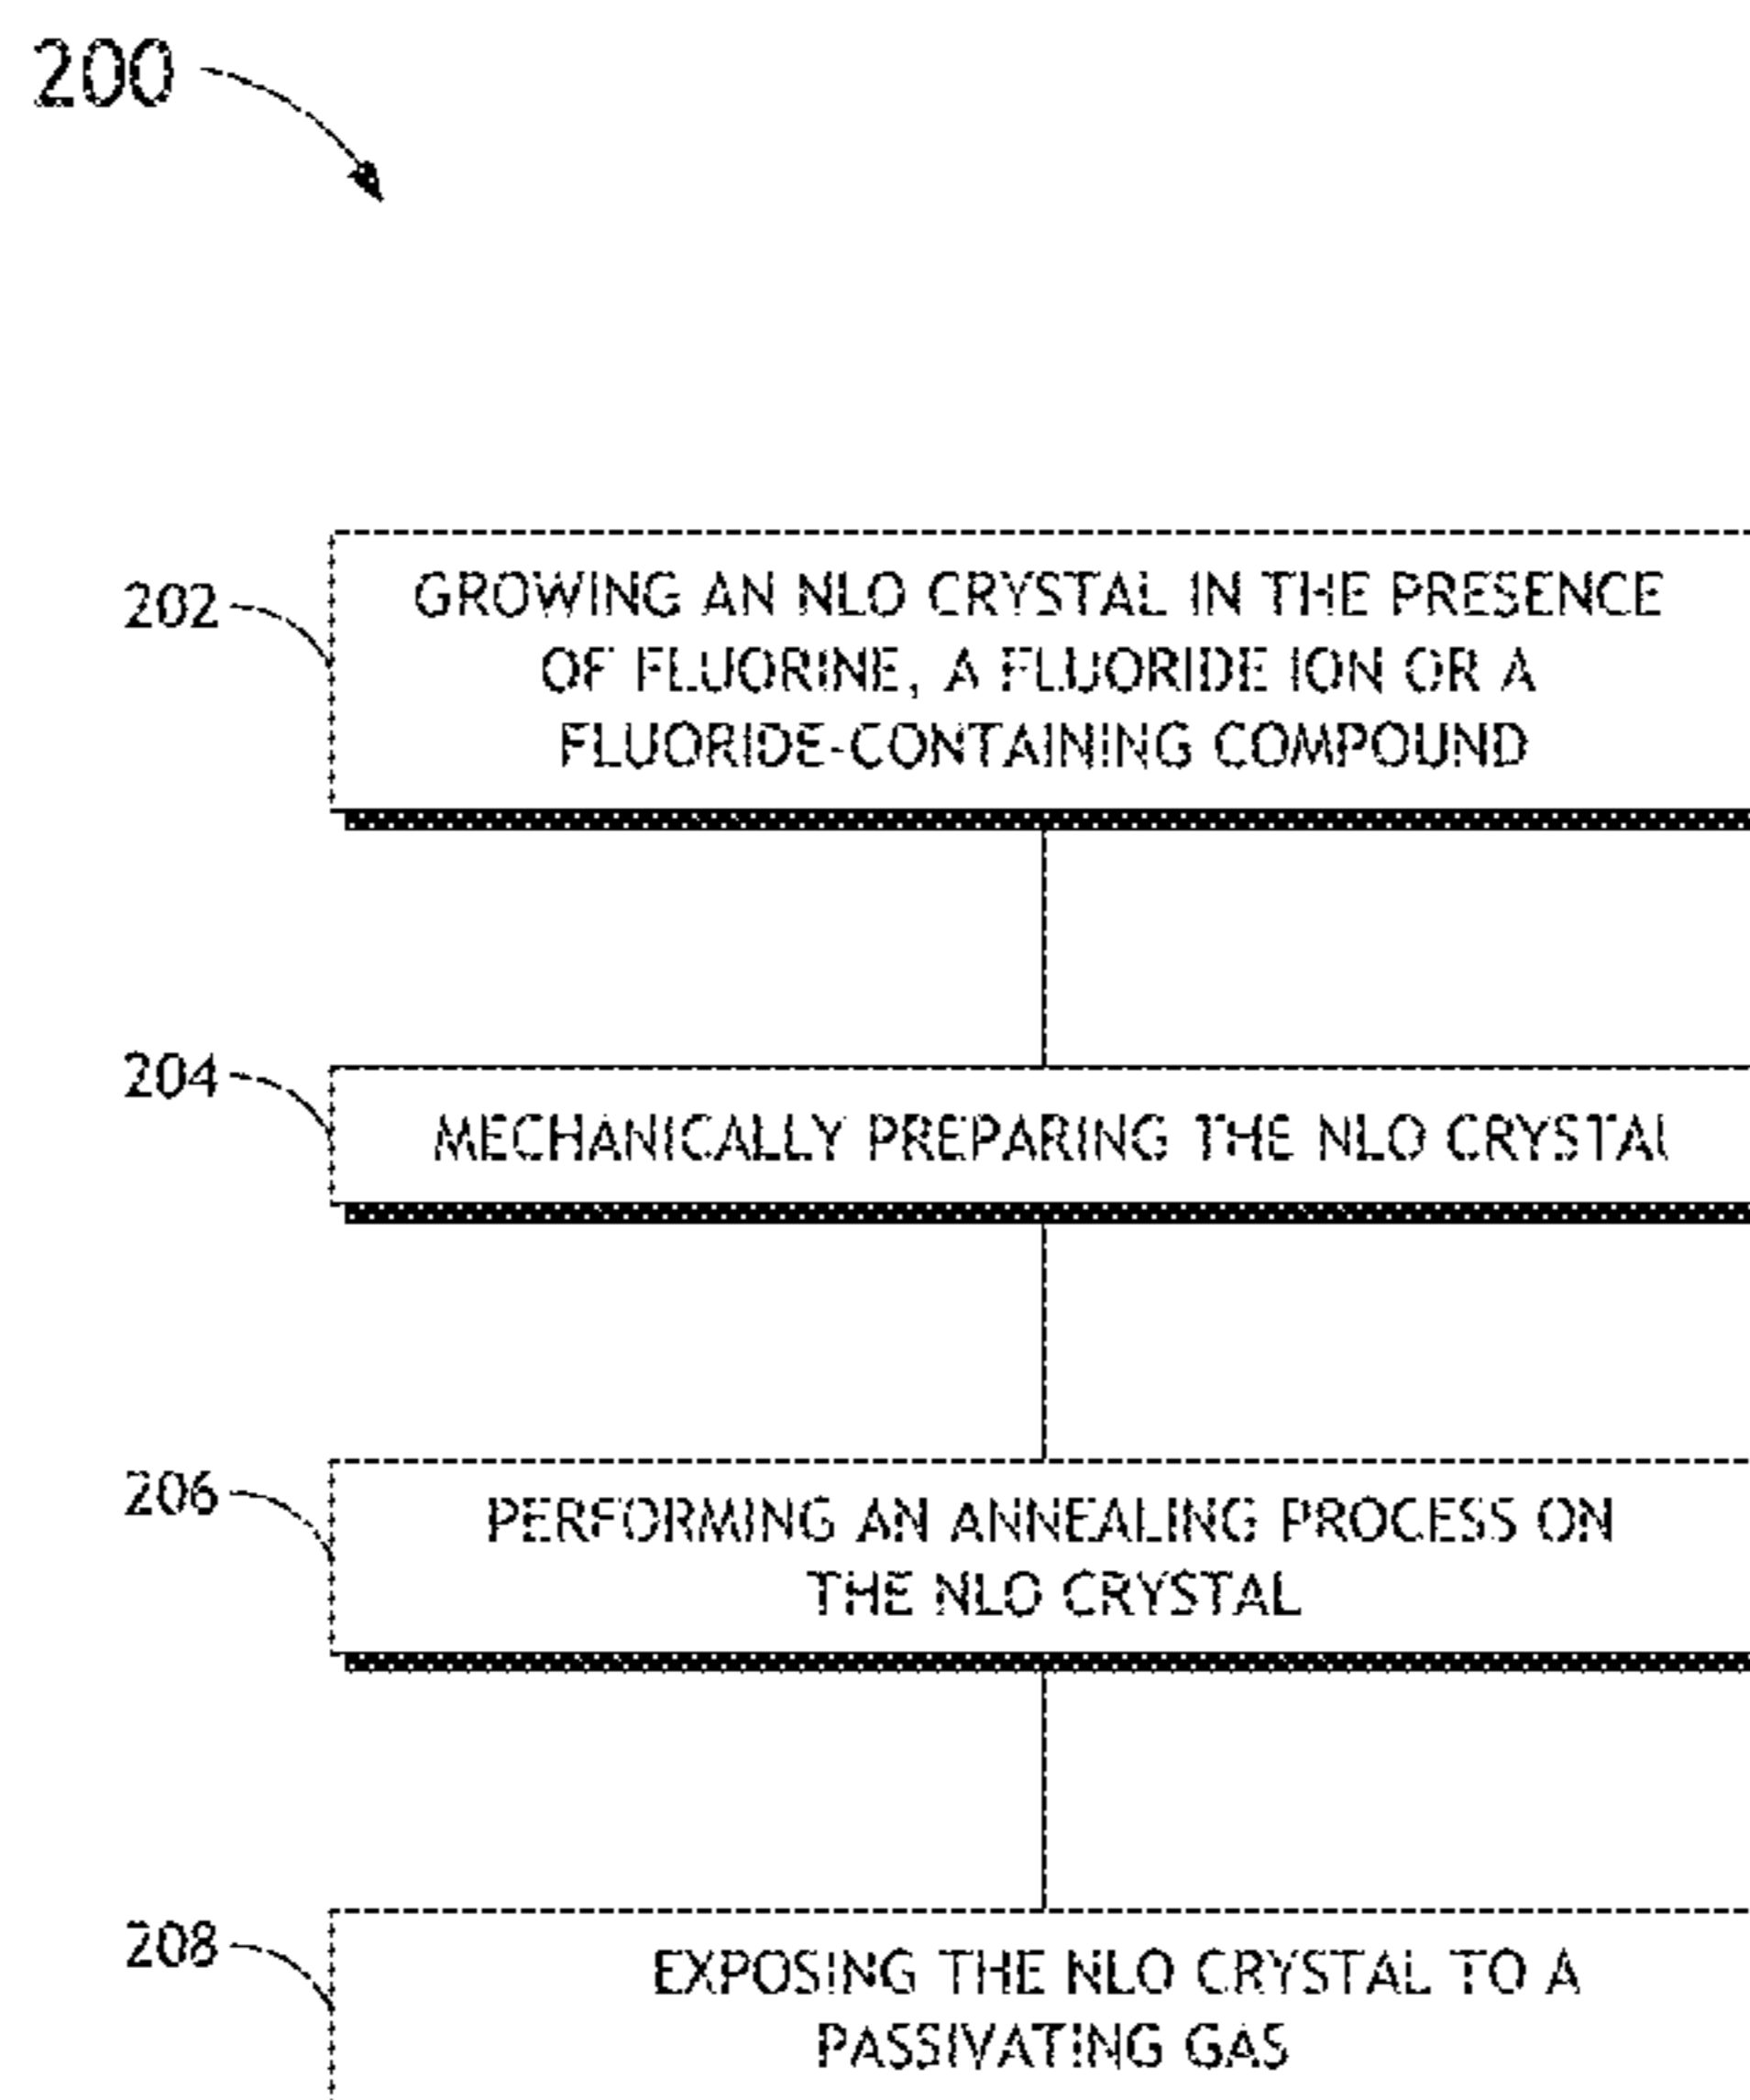 200
202
GROWING AN NLO CRYSTAL IN THE PRESENCE
OF FLUORINE, A FLUORIDE ION OR A
FLUORIDE-CONTAINING COMPOUND
204
MECHANICALLY PREPARING THE NLO CRYSTAL
206
PERFORMING AN ANNEALING PROCESS ON
THE NLO CRYSTAL
208
EXPOSING THE NLO CRYSTAL TO A
PASSIVATING GAS